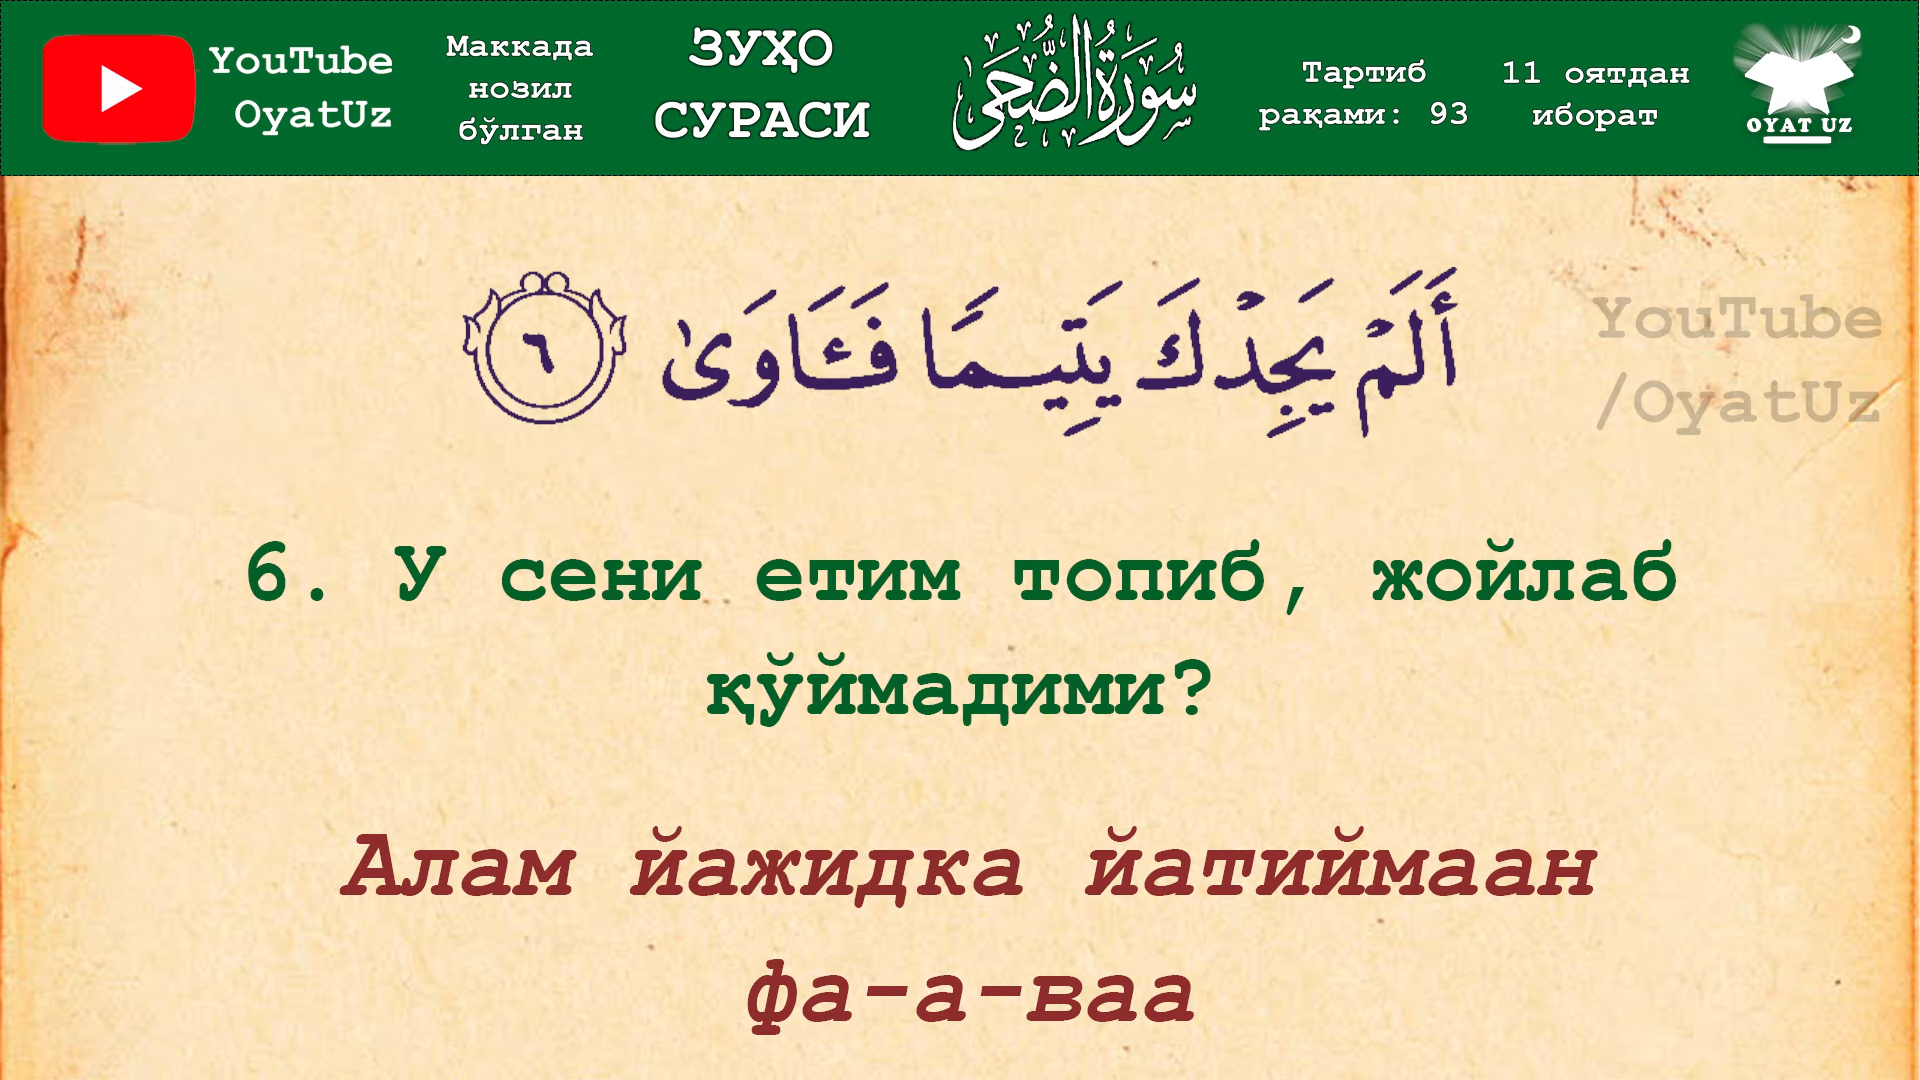 YouTube
OyatUz
Маккада
нозил
бўлган
ЗУҲО
СУРАСИ
سُورَةُ الضُّحَى
Тартиб
рақами: 93
11 оятдан
иборат
OYAT UZ
أَلَمْ يَجِدْكَ يَتِيمًا فَـَٔاوَىٰ ٦
YouTube
/OyatUz
6. У сени етим топиб, жойлаб
қўймадими?
Алам йажидка йатиймаан
фа-а-ваа